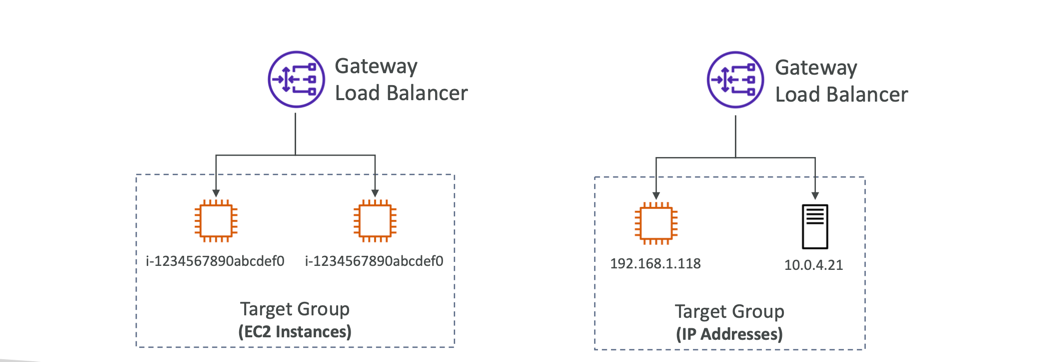 Gateway
Load Balancer
i-1234567890abcdef0
i-1234567890abcdef0
Target Group
(EC2 Instances)
Gateway
Load Balancer
192.168.1.118
10.0.4.21
Target Group
(IP Addresses)